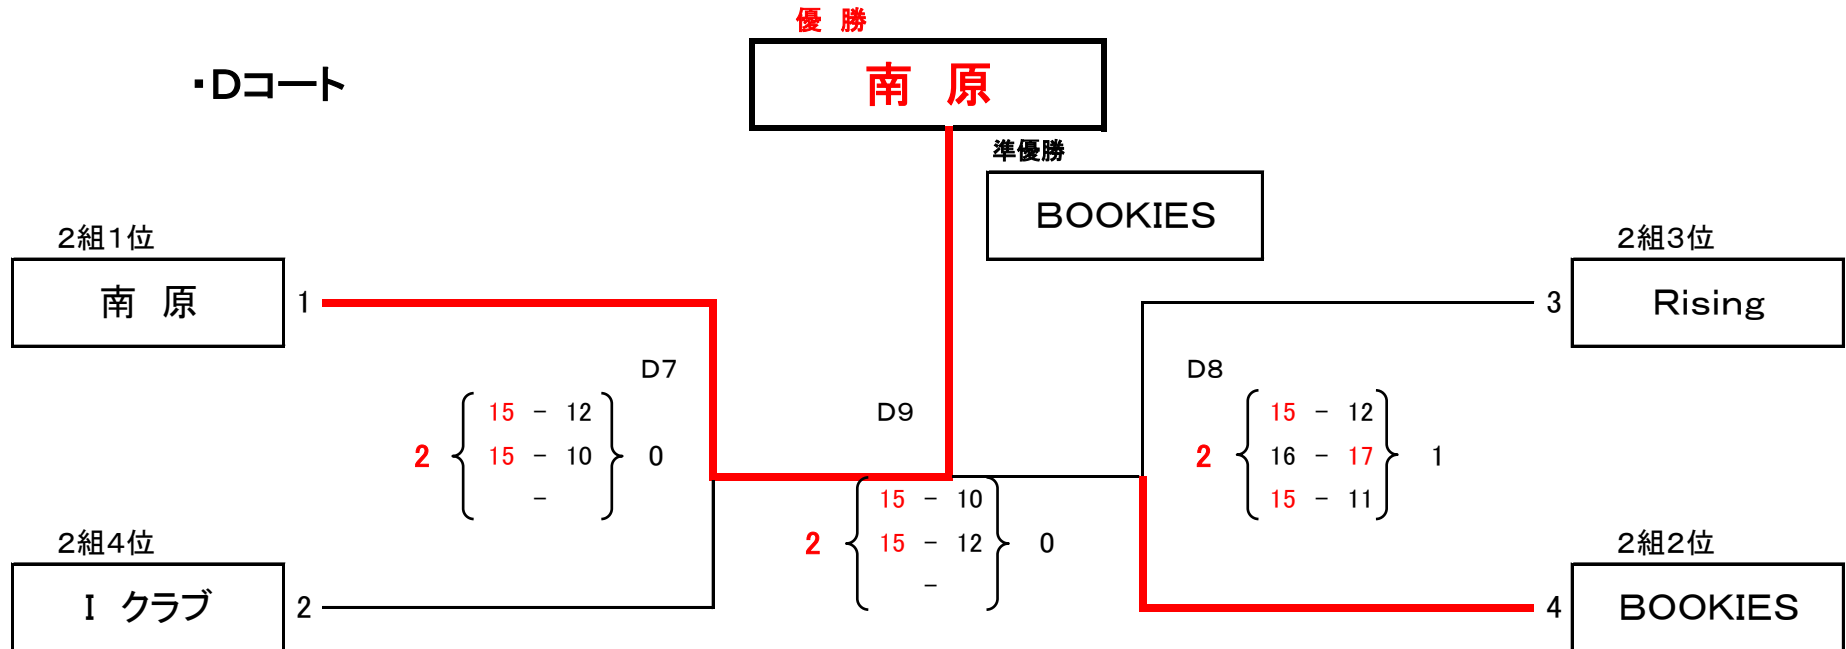 優 勝
・Dコート
南 原
準優勝
BOOKIES
2組1位
2組3位
南 原 1
3 Rising
D7
D8
D9
15 - 12
2 15 - 10 0
-
15 - 12
2 16 - 17 1
15 - 11
15 - 10
2 15 - 12 0
-
2組4位
2組2位
I クラブ 2
4 BOOKIES